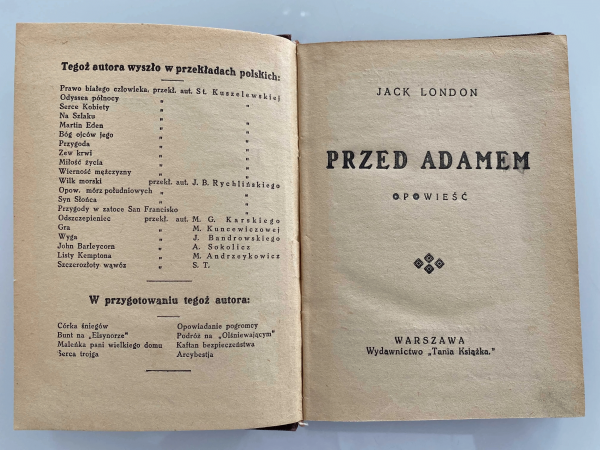 Tegoż autora wyszło w przekładach polskich:
Prawo białego człowieka, przekł. aut. St. Kuszelewskiej
Odyssea północy „ „
Serce Kobiety „ „
Na Szlaku „ „
Martin Eden „ „
Bóg ojców jego „ „
Przygoda „ „
Zew krwi „ „
Miłość życia „ „
Wierność mężczyzny „ „
Wilk morski przekł. aut. J. B. Rychlińskiego
Opow. mórz południowych „ „
Syn Słońca „ „
Przygody w zatoce San Francisko „
Odszczepieniec przekł. aut. M. G. Karskiego
Gra „ M. Kuncewiczowej
Wyga „ J. Bandrowskiego
John Barleycorn „ A. Sokolicz
Listy Kemptona „ M. Andrzeykowicz
Szczerozłoty wąwóz „ S. T.
W przygotowaniu tegoż autora:
Córka śniegów Opowiadanie pogromcy
Bunt na „Elsynorze" Podróż na „Olśniewającym"
Maleńka pani wielkiego domu Kaftan bezpieczeństwa
Serca trojga Arcybestja
JACK LONDON
PRZED ADAMEM
OPOWIEŚĆ
WARSZAWA
Wydawnictwo „Tania Książka."